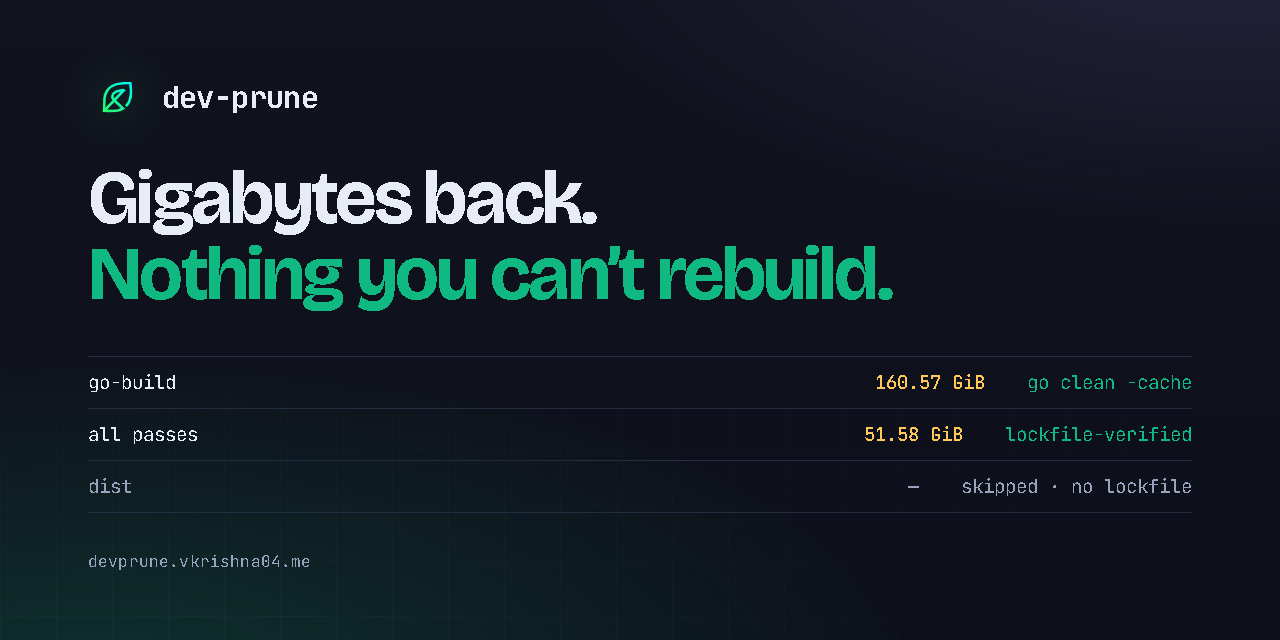 dev-prune
Gigabytes back.
Nothing you can't rebuild.
go-build 160.57 GiB go clean -cache
all passes 51.58 GiB lockfile-verified
dist — skipped · no lockfile
devprune.vkrishna04.me